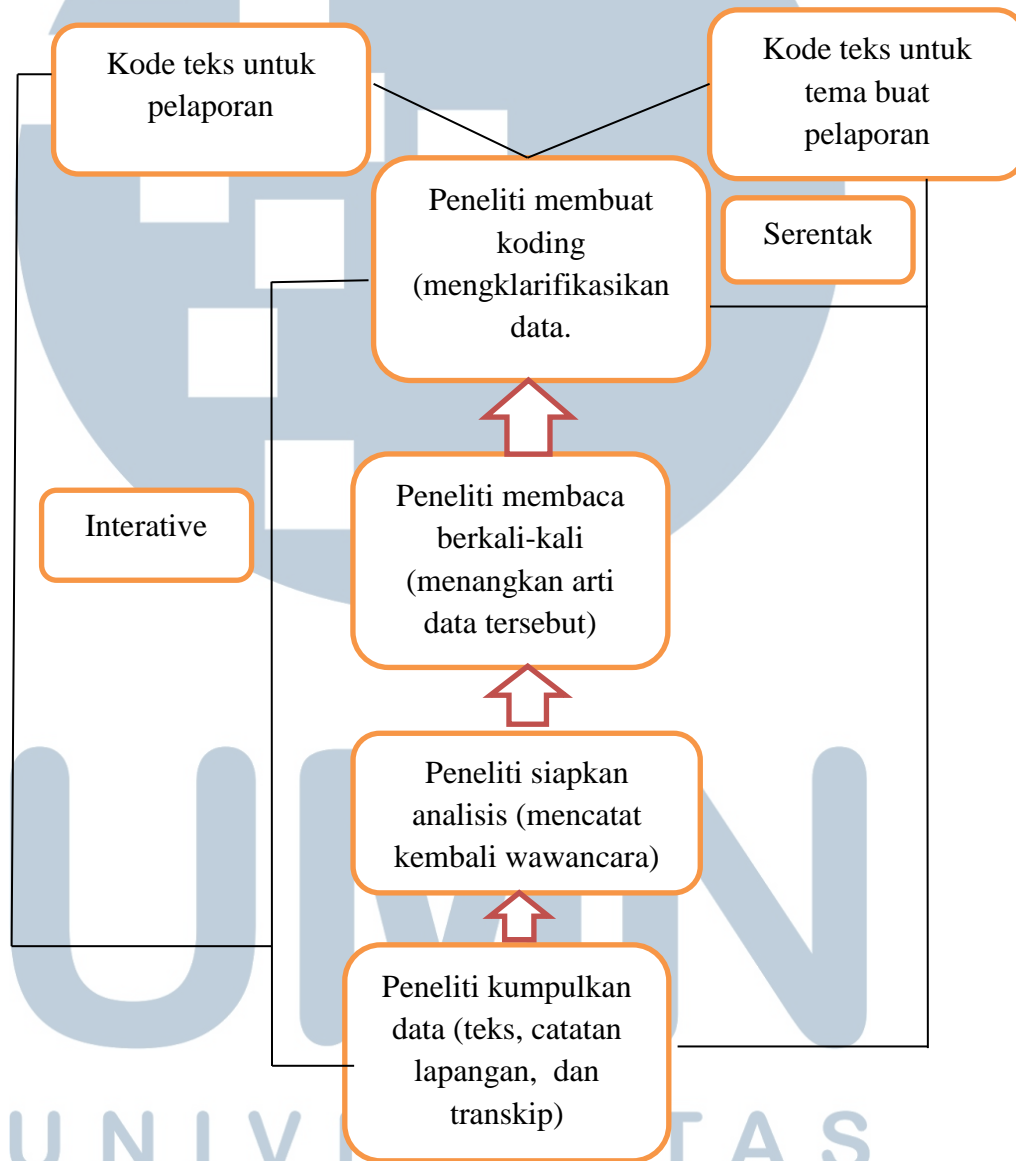 Kode teks untuk
pelaporan
Kode teks untuk
tema buat
pelaporan
Peneliti membuat
koding
(mengklarifikasikan
data.
Serentak
Peneliti membaca
berkali-kali
(menangkan arti
data tersebut)
Interative
Peneliti siapkan
analisis (mencatat
kembali wawancara)
Peneliti kumpulkan
data (teks, catatan
lapangan, dan
transkip)